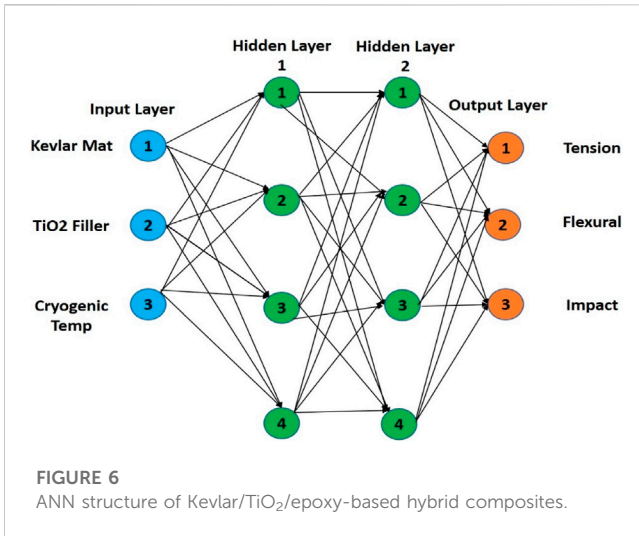 Hidden Layer
1
Hidden Layer
2
Input Layer
Output Layer
Kevlar Mat
TiO2 Filler
Cryogenic
Temp
1
2
3
1
2
3
4
1
2
3
4
1
2
3
Tension
Flexural
Impact
FIGURE 6
ANN structure of Kevlar/TiO₂/epoxy-based hybrid composites.